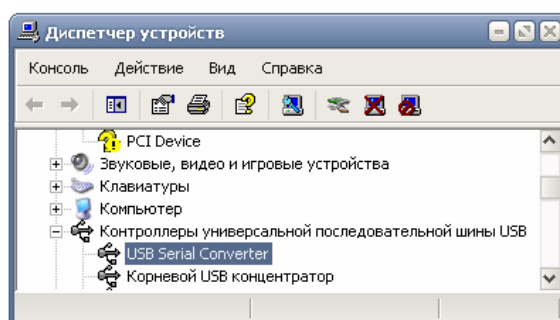 Диспетчер устройств
Консоль Действие Вид Справка
PCI Device
Звуковые, видео и игровые устройства
Клавиатуры
Компьютер
Контроллеры универсальной последовательной шины USB
USB Serial Converter
Корневой USB концентратор